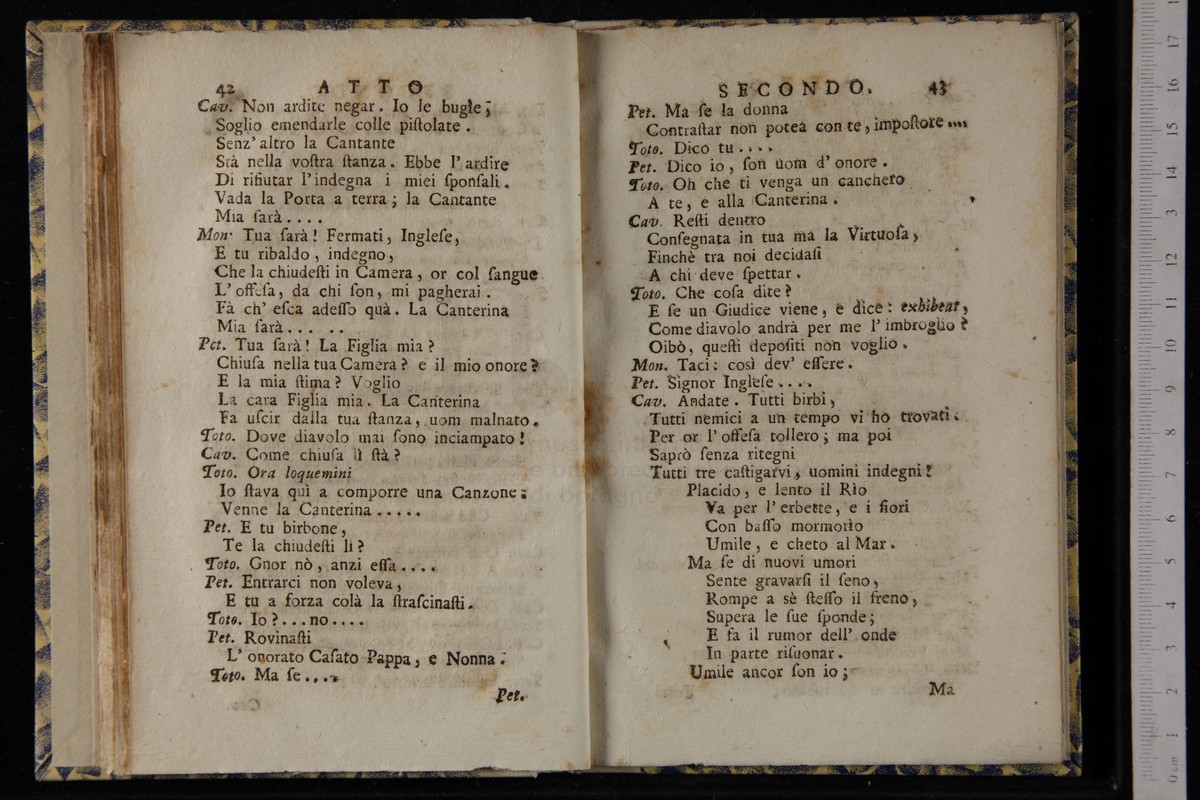 42 ATTO
Cav. Non ardite negar. Io le bugìe;
Soglio emendarle colle piſtolate.
Senz' altro la Cantante
Stà nella voſtra ſtanza. Ebbe l' ardire
Di rifiutar l' indegna i miei ſponſali.
Vada la Porta a terra; la Cantante
Mia ſarà....
Mon. Tua ſarà! Fermati, Ingleſe,
E tu ribaldo, indegno,
Che la chiudeſti in Camera, or col ſangue
L' offeſa, da chi ſon, mi pagherai.
Fà ch' eſca adeſſo quà. La Canterina
Mia ſarà... ..
Pet. Tua ſarà! La Figlia mia?
Chiuſa nella tua Camera? e il mio onore?
E la mia ſtima? Voglio
La cara Figlia mia. La Canterina
Fa uſcir dalla tua ſtanza, uom malnato.
Toto. Dove diavolo mai ſono inciampato!
Cav. Come chiuſa lì ſtà?
Toto. Ora loquemini
Io ſtava quì a comporre una Canzone;
Venne la Canterina.....
Pet. E tu birbone,
Te la chiudeſti lì?
Toto. Gnor nò, anzi eſſa....
Pet. Entrarci non voleva,
E tu a forza colà la ſtraſcinaſti.
Toto. Io?...no....
Pet. Rovinaſti
L' onorato Caſato Pappa, e Nonna.
Toto. Ma ſe....
Pet.
SECONDO. 43
Pet. Ma ſe la donna
Contraſtar non potea con te, impoſtore....
Toto. Dico tu....
Pet. Dico io, ſon uom d' onore.
Toto. Oh che ti venga un canchero
A te, e alla Canterina.
Cav. Reſti dentro
Conſegnata in tua ma la Virtuoſa,
Finchè tra noi decidaſi
A chi deve ſpettar.
Toto. Che coſa dite?
E ſe un Giudice viene, e dice: exhibeat,
Come diavolo andrà per me l' imbroglio?
Oibò, queſti depoſiti non voglio.
Mon. Taci: così dev' eſſere.
Pet. Signor Ingleſe....
Cav. Andate. Tutti birbi,
Tutti nemici a un tempo vi ho trovati.
Per or l' offeſa tollero; ma poi
Saprò ſenza ritegni
Tutti tre caſtigarvi, uomini indegni!
Placido, e lento il Rìo
Va per l' erbette, e i fiori
Con baſſo mormorìo
Umile, e cheto al Mar.
Ma ſe di nuovi umori
Sente gravarſi il ſeno,
Rompe a sè ſteſſo il freno,
Supera le ſue ſponde;
E fa il rumor dell' onde
In parte riſuonar.
Umile ancor ſon io;
Ma